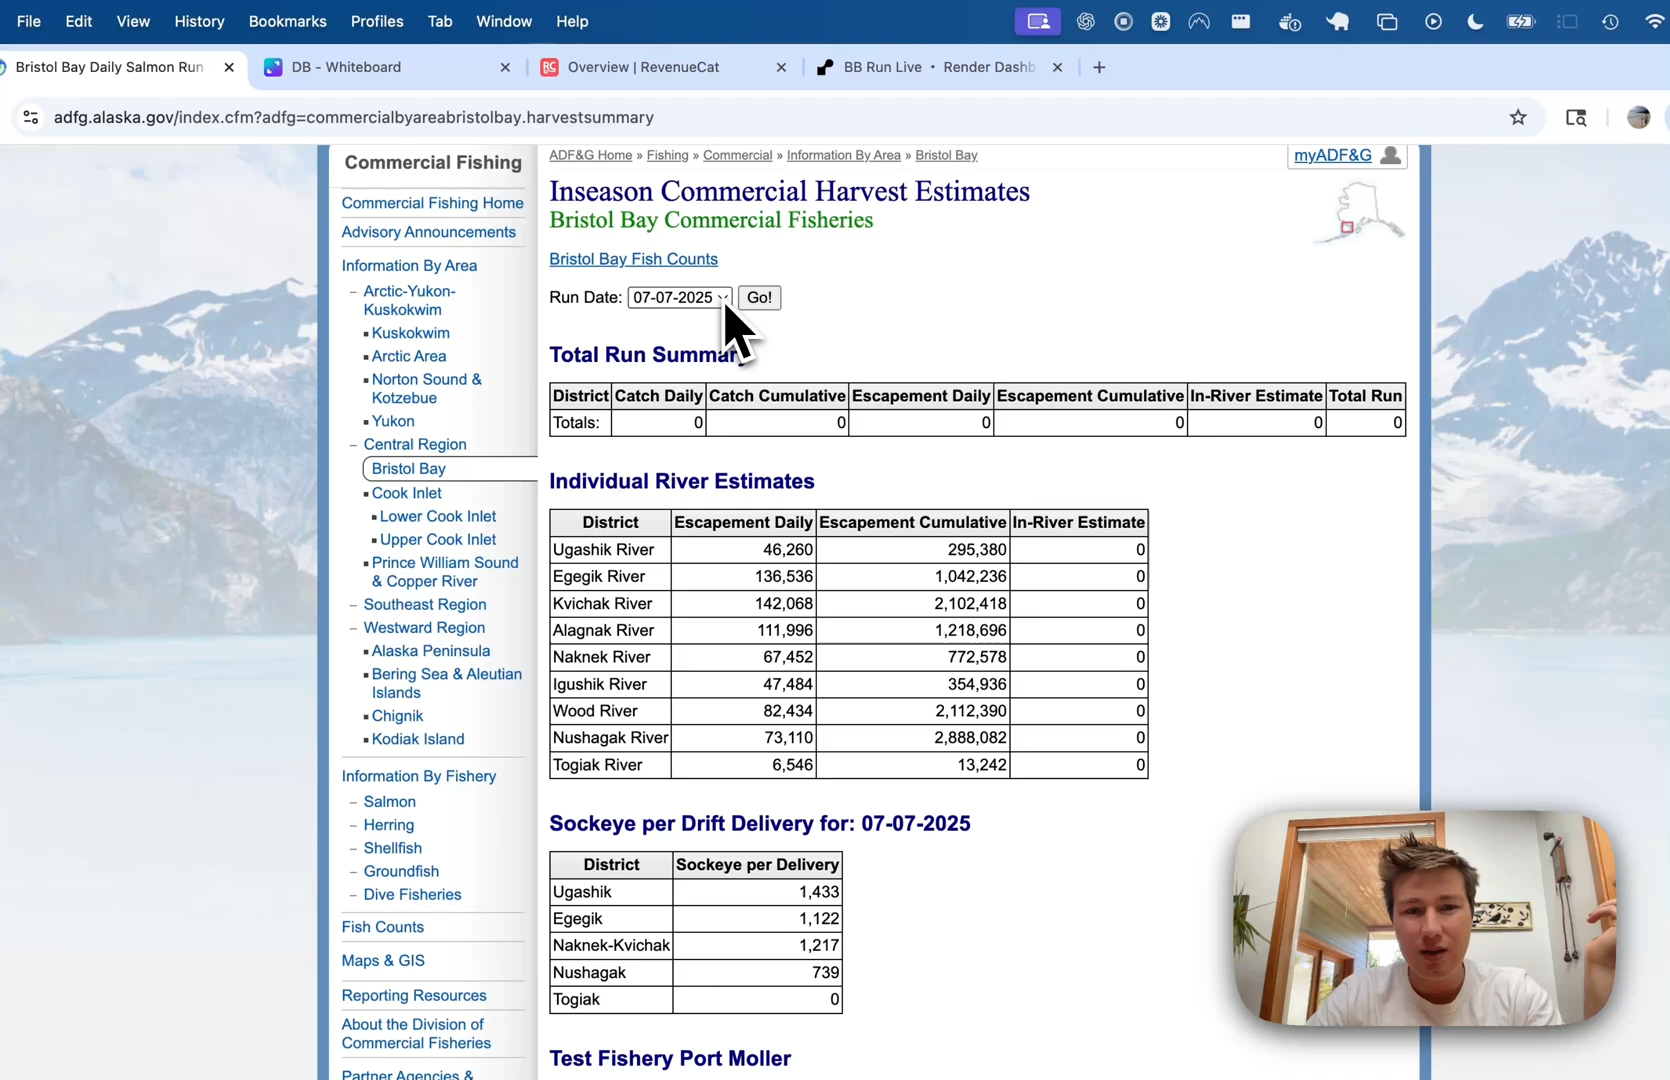 File Edit View History Bookmarks Profiles Tab Window Help
Bristol Bay Daily Salmon Run
DB - Whiteboard
RC Overview | RevenueCat
BB Run Live • Render Dashb
adfg.alaska.gov/index.cfm?adfg=commercialbyareabristolbay.harvestsummary
Commercial Fishing
Commercial Fishing Home
Advisory Announcements
Information By Area
– Arctic-Yukon-
Kuskokwim
Kuskokwim
Arctic Area
Norton Sound &
Kotzebue
Yukon
– Central Region
Bristol Bay
Cook Inlet
Lower Cook Inlet
Upper Cook Inlet
Prince William Sound
& Copper River
– Southeast Region
– Westward Region
Alaska Peninsula
Bering Sea & Aleutian
Islands
Chignik
Kodiak Island
Information By Fishery
– Salmon
– Herring
– Shellfish
– Groundfish
– Dive Fisheries
Fish Counts
Maps & GIS
Reporting Resources
About the Division of
Commercial Fisheries
Partner Agencies &
ADF&G Home » Fishing » Commercial » Information By Area » Bristol Bay
myADF&G
Inseason Commercial Harvest Estimates
Bristol Bay Commercial Fisheries
Bristol Bay Fish Counts
Run Date: 07-07-2025 Go!
Total Run Summary
District Catch Daily Catch Cumulative Escapement Daily Escapement Cumulative In-River Estimate Total Run
Totals: 0 0 0 0 0 0
Individual River Estimates
District Escapement Daily Escapement Cumulative In-River Estimate
Ugashik River 46,260 295,380 0
Egegik River 136,536 1,042,236 0
Kvichak River 142,068 2,102,418 0
Alagnak River 111,996 1,218,696 0
Naknek River 67,452 772,578 0
Igushik River 47,484 354,936 0
Wood River 82,434 2,112,390 0
Nushagak River 73,110 2,888,082 0
Togiak River 6,546 13,242 0
Sockeye per Drift Delivery for: 07-07-2025
District Sockeye per Delivery
Ugashik 1,433
Egegik 1,122
Naknek-Kvichak 1,217
Nushagak 739
Togiak 0
Test Fishery Port Moller